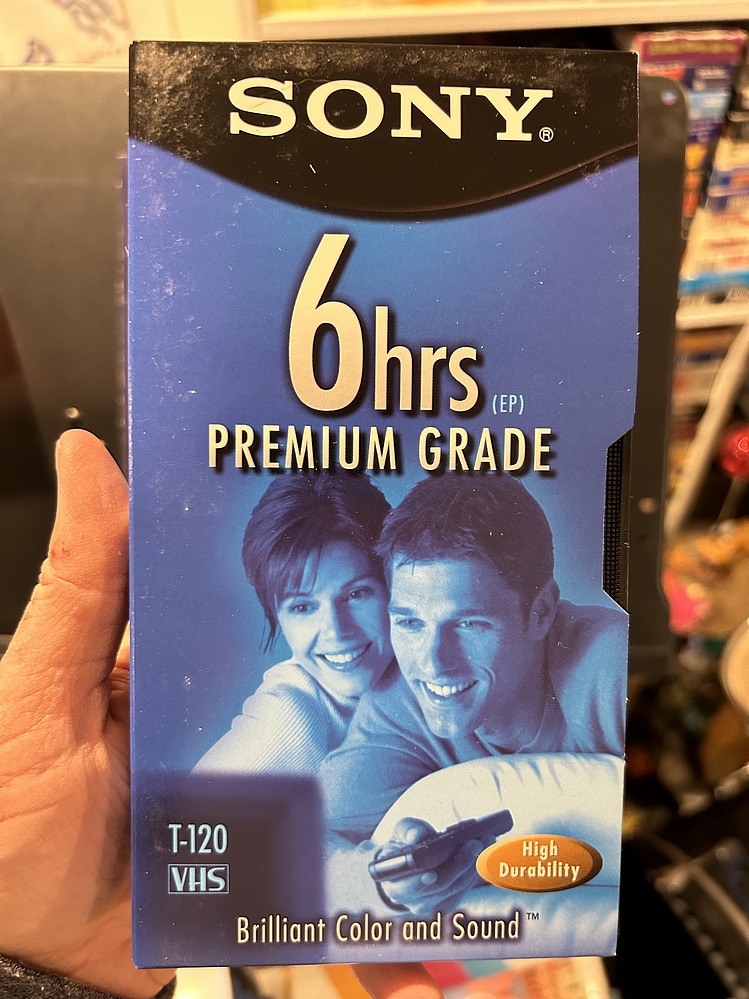 SONY®
6hrs (EP)
PREMIUM GRADE
T-120
VHS
High
Durability
Brilliant Color and Sound™